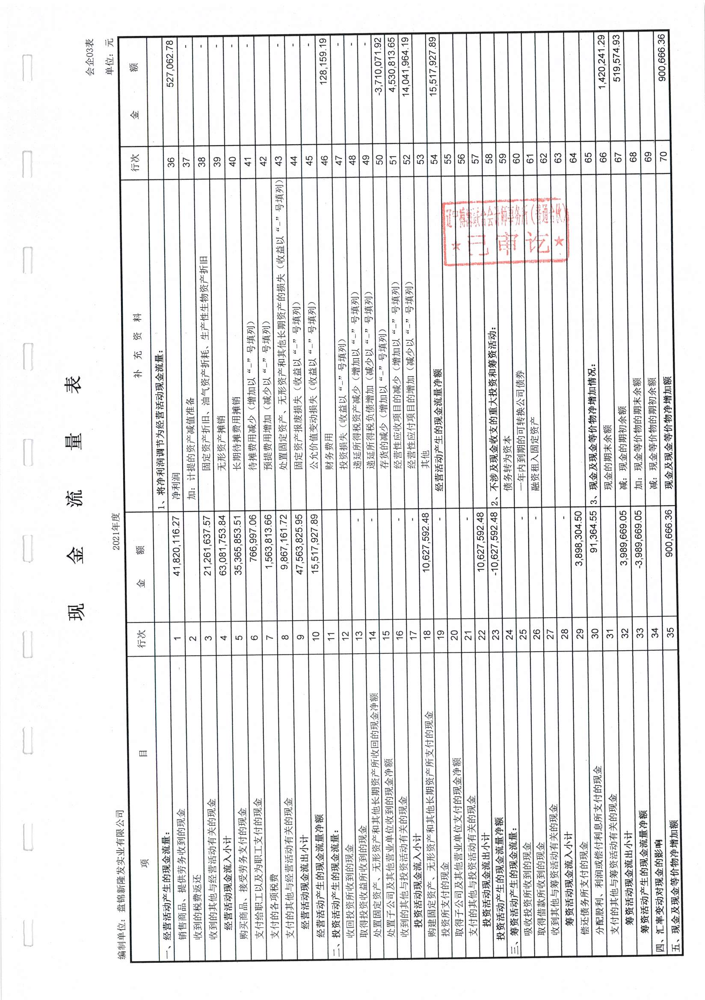 现金流量表
会企03表
编制单位：盘锦新隆发实业有限公司 2021年度 单位：元
项 目 行次 金 额 补 充 资 料 行次 金 额
一、经营活动产生的现金流量： 1、将净利润调节为经营活动现金流量：
销售商品、提供劳务收到的现金 1 41,820,116.27 净利润 36 527,062.78
收到的税费返还 2 加：计提的资产减值准备 37 -
收到的其他与经营活动有关的现金 3 21,261,637.57 固定资产折旧、油气资产折耗、生产性生物资产折旧 38 -
经营活动现金流入小计 4 63,081,753.84 无形资产摊销 39 -
购买商品、接受劳务支付的现金 5 35,365,853.51 长期待摊费用摊销 40 -
支付给职工以及为职工支付的现金 6 766,997.06 待摊费用减少（增加以“-”号填列） 41 -
支付的各项税费 7 1,563,813.66 预提费用增加（减少以“-”号填列） 42
支付的其他与经营活动有关的现金 8 9,867,161.72 处置固定资产、无形资产和其他长期资产的损失（收益以“-”号填列） 43 -
经营活动现金流出小计 9 47,563,825.95 固定资产报废损失（收益以“-”号填列） 44 -
经营活动产生的现金流量净额 10 15,517,927.89 公允价值变动损失（收益以“-”号填列） 45 -
二、投资活动产生的现金流量： 11 财务费用 46 128,159.19
收回投资所收到的现金 12 投资损失（收益以“-”号填列） 47 -
取得投资收益所收到的现金 13 - 递延所得税资产减少（增加以“-”号填列） 48 -
处置固定资产、无形资产和其他长期资产所收回的现金净额 14 - 递延所得税负债增加（减少以“-”号填列） 49 -
处置子公司及其他营业单位收到的现金净额 15 存货的减少（增加以“-”号填列） 50 -3,710,071.92
收到的其他与投资活动有关的现金 16 - 经营性应收项目的减少（增加以“-”号填列） 51 4,530,813.65
投资活动现金流入小计 17 - 经营性应付项目的增加（减少以“-”号填列） 52 14,041,964.19
购建固定资产、无形资产和其他长期资产所支付的现金 18 10,627,592.48 其他 53
投资所支付的现金 19 - 经营活动产生的现金流量净额 54 15,517,927.89
取得子公司及其他营业单位支付的现金净额 20 55
支付的其他与投资活动有关的现金 21 - 56
投资活动现金流出小计 22 10,627,592.48 57
投资活动产生的现金流量净额 23 -10,627,592.48 2、不涉及现金收支的重大投资和筹资活动： 58
三、筹资活动产生的现金流量： 24 债务转为资本 59
吸收投资所收到的现金 25 - 一年内到期的可转换公司债券 60
取得借款所收到的现金 26 - 融资租入固定资产 61
收到其他与筹资活动有关的现金 27 62
筹资活动现金流入小计 28 - 63
偿还债务所支付的现金 29 3,898,304.50 64
分配股利、利润或偿付利息所支付的现金 30 91,364.55 3、现金及现金等价物净增加情况： 65
支付的其他与筹资活动有关的现金 31 现金的期末余额 66 1,420,241.29
筹资活动现金流出小计 32 3,989,669.05 减：现金的期初余额 67 519,574.93
筹资活动产生的现金流量净额 33 -3,989,669.05 加：现金等价物的期末余额 68
四、汇率变动对现金的影响 34 减：现金等价物的期初余额 69
五、现金及现金等价物净增加额 35 900,666.36 现金及现金等价物净增加额 70 900,666.36
联合会计师事务所（普通合伙）
★已审讫★